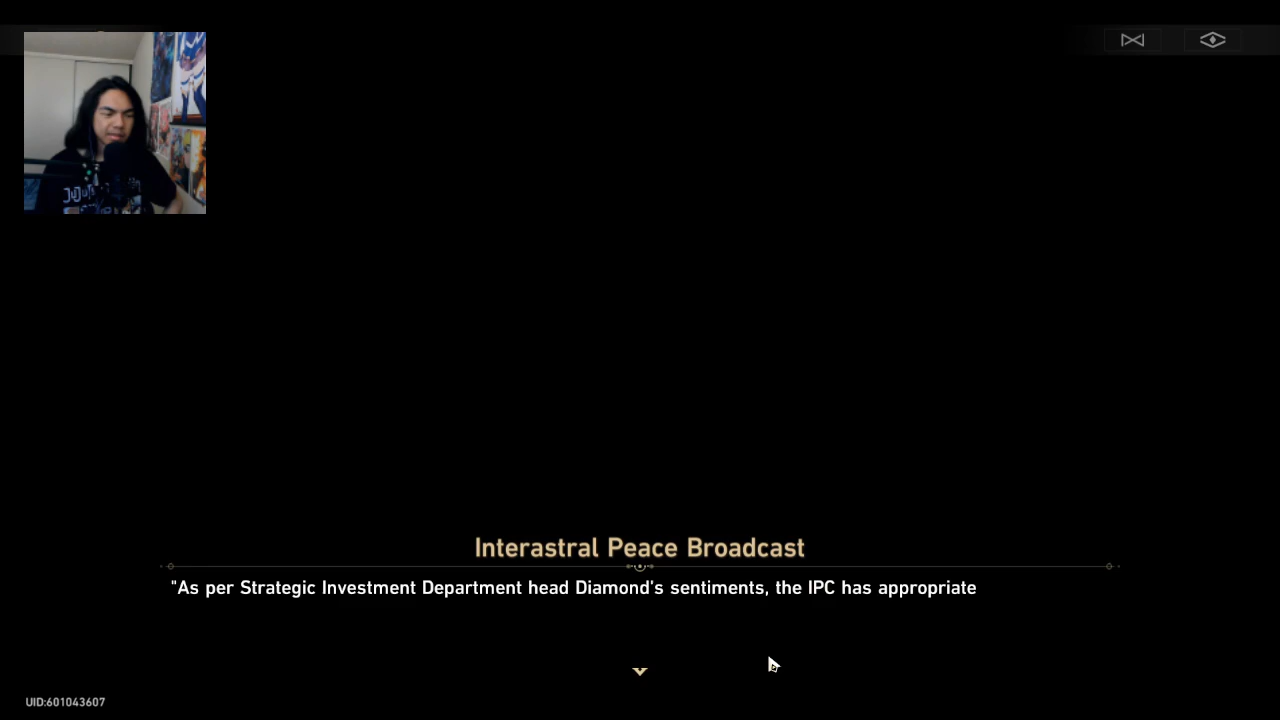 Interastral Peace Broadcast
"As per Strategic Investment Department head Diamond's sentiments, the IPC has appropriate
UID:601043607